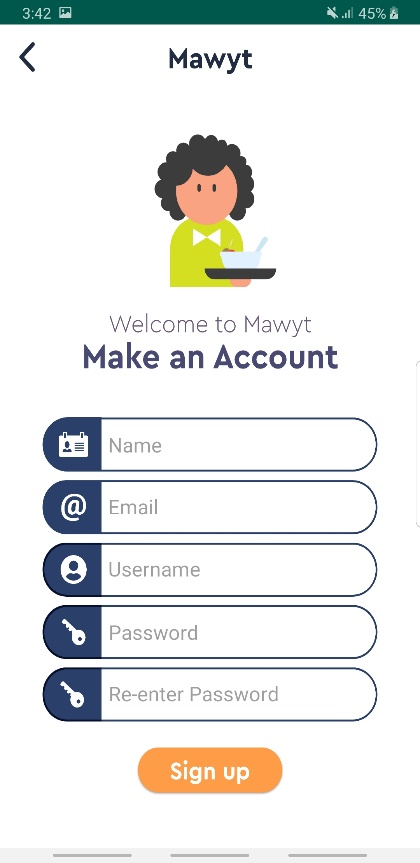 3:42 45%
Mawyt
Welcome to Mawyt
Make an Account
Name
@ Email
Username
Password
Re-enter Password
Sign up